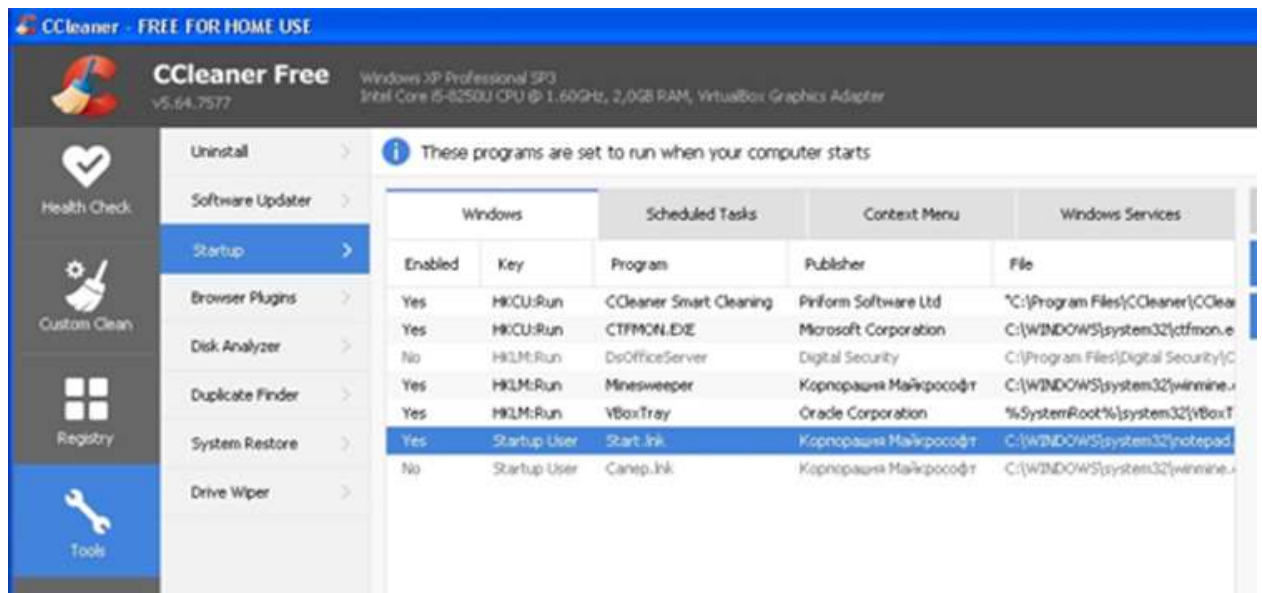 CCleaner - FREE FOR HOME USE
CCleaner Free
v5.64.7577
Windows XP Professional SP3
Intel Core i5-8250U CPU @ 1.60GHz, 2,0GB RAM, VirtualBox Graphics Adapter
Health Check
Custom Clean
Registry
Tools
Uninstall
Software Updater
Startup
Browser Plugins
Disk Analyzer
Duplicate Finder
System Restore
Drive Wiper
These programs are set to run when your computer starts
Windows Scheduled Tasks Context Menu Windows Services
Enabled Key Program Publisher File
Yes HKCU:Run CCleaner Smart Cleaning Piriform Software Ltd "C:\Program Files\CCleaner\CClea
Yes HKCU:Run CTFMON.EXE Microsoft Corporation C:\WINDOWS\system32\ctfmon.e
No HKLM:Run DsOfficeServer Digital Security C:\Program Files\Digital Security\
Yes HKLM:Run Minesweeper Корпорация Майкрософт C:\WINDOWS\system32\winmine.
Yes HKLM:Run VBoxTray Oracle Corporation %SystemRoot%\system32\VBoxT
Yes Startup User Start.lnk Корпорация Майкрософт C:\WINDOWS\system32\notepad.
No Startup User Сапер.lnk Корпорация Майкрософт C:\WINDOWS\system32\winmine.